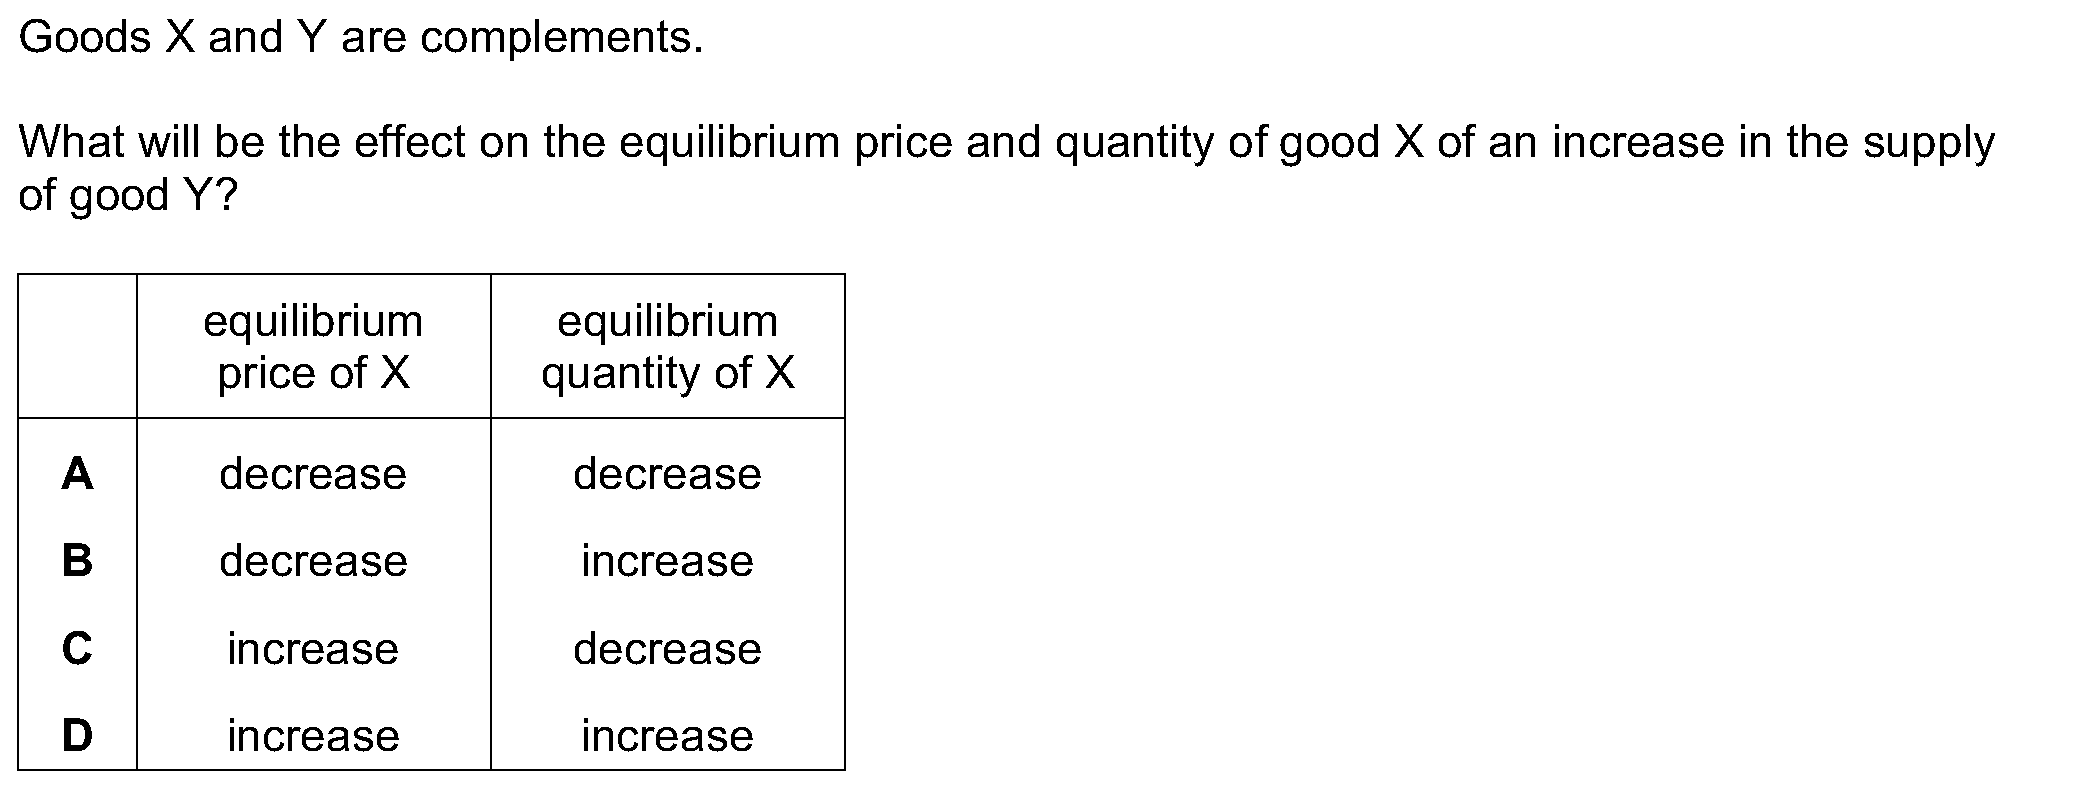 Goods X and Y are complements.
What will be the effect on the equilibrium price and quantity of good X of an increase in the supply
of good Y?
equilibrium price of X equilibrium quantity of X
A decrease decrease
B decrease increase
C increase decrease
D increase increase